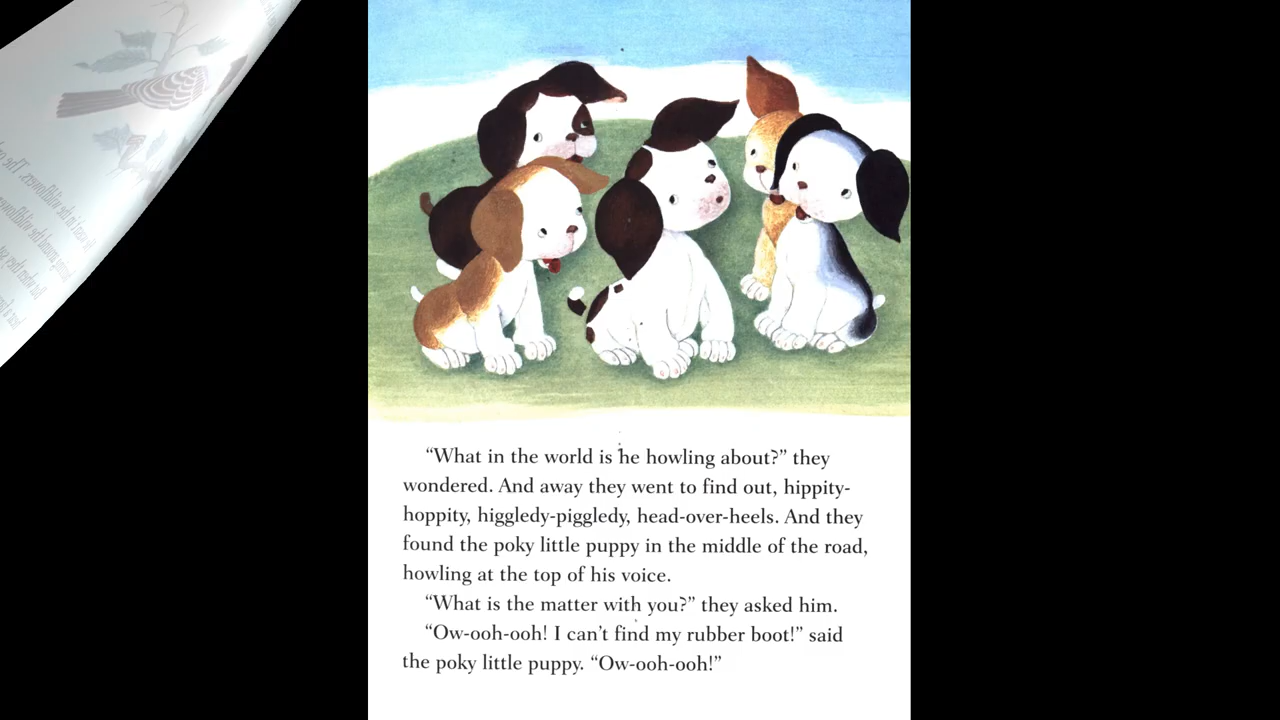 “What in the world is he howling about?” they
wondered. And away they went to find out, hippity-
hoppity, higgledy-piggledy, head-over-heels. And they
found the poky little puppy in the middle of the road,
howling at the top of his voice.
“What is the matter with you?” they asked him.
“Ow-ooh-ooh! I can’t find my rubber boot!” said
the poky little puppy. “Ow-ooh-ooh!”